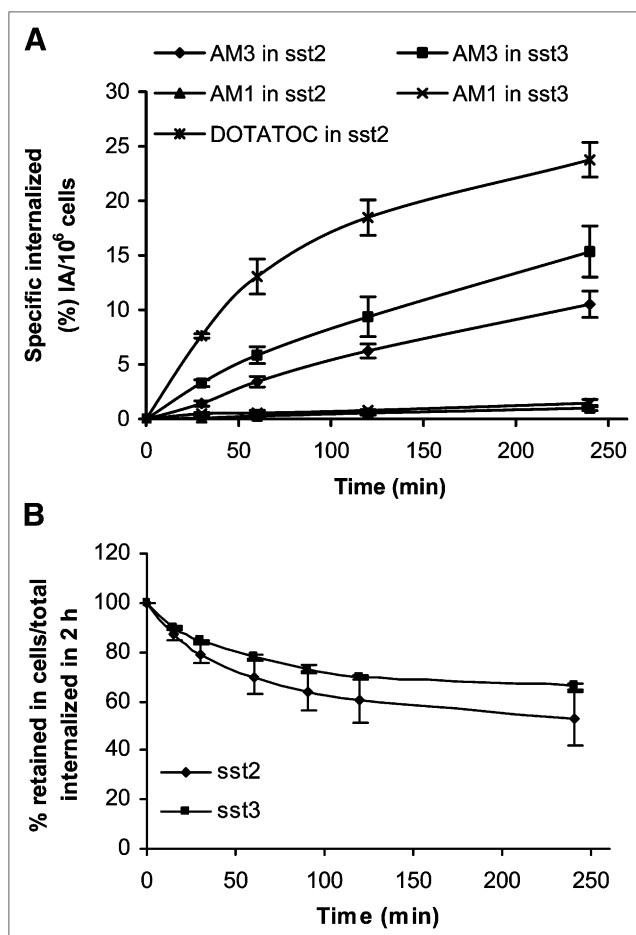 A
AM3 in sst2
AM3 in sst3
AM1 in sst2
AM1 in sst3
DOTATOC in sst2
Specific internalized
(%) IA/10⁶ cells
30
25
20
15
10
5
0
0 50 100 150 200 250
Time (min)
B
% retained in cells/total
internalized in 2 h
120
100
80
60
40
20
0
sst2
sst3
0 50 100 150 200 250
Time (min)